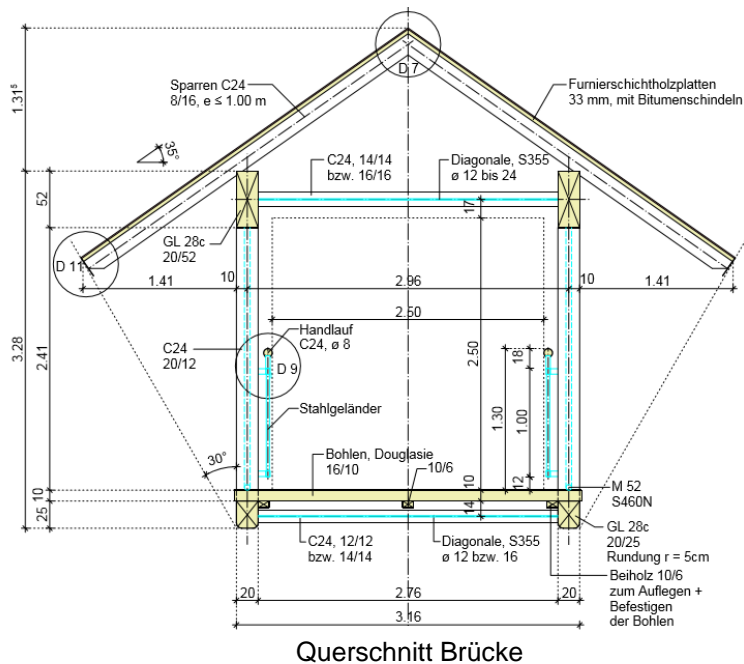 D 7
Sparren C24
8/16, e ≤ 1.00 m
Furnierschichtholzplatten
33 mm, mit Bitumenschindeln
1.31⁵
35°
C24, 14/14
bzw. 16/16
Diagonale, S355
ø 12 bis 24
52
17
GL 28c
20/52
D 11
1.41
10
2.96
10
1.41
2.50
3.28
2.41
C24
20/12
Handlauf
C24, ø 8
D 9
2.50
1.30
18
1.00
Stahlgeländer
30°
Bohlen, Douglasie
16/10
10/6
10
12
M 52
S460N
10
25
14
GL 28c
20/25
Rundung r = 5cm
C24, 12/12
bzw. 14/14
Diagonale, S355
ø 12 bzw. 16
Beiholz 10/6
zum Auflegen +
Befestigen
der Bohlen
20
2.76
20
3.16
Querschnitt Brücke